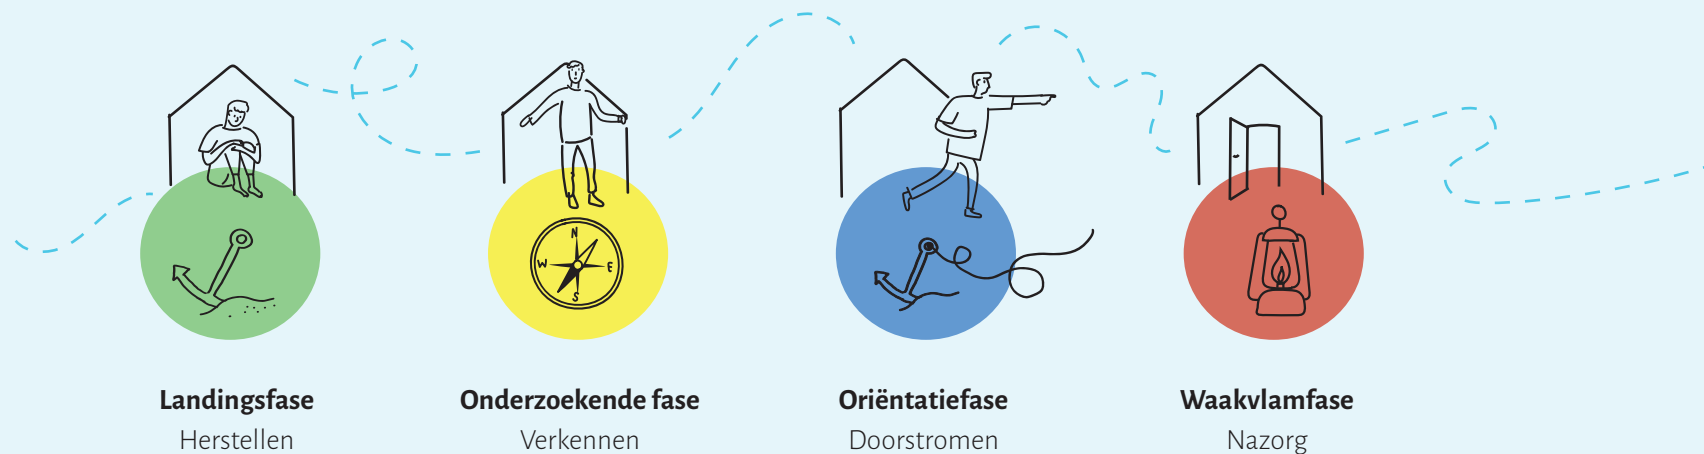 N
W E
S
Landingsfase
Herstellen
Onderzoekende fase
Verkennen
Oriëntatiefase
Doorstromen
Waakvlamfase
Nazorg